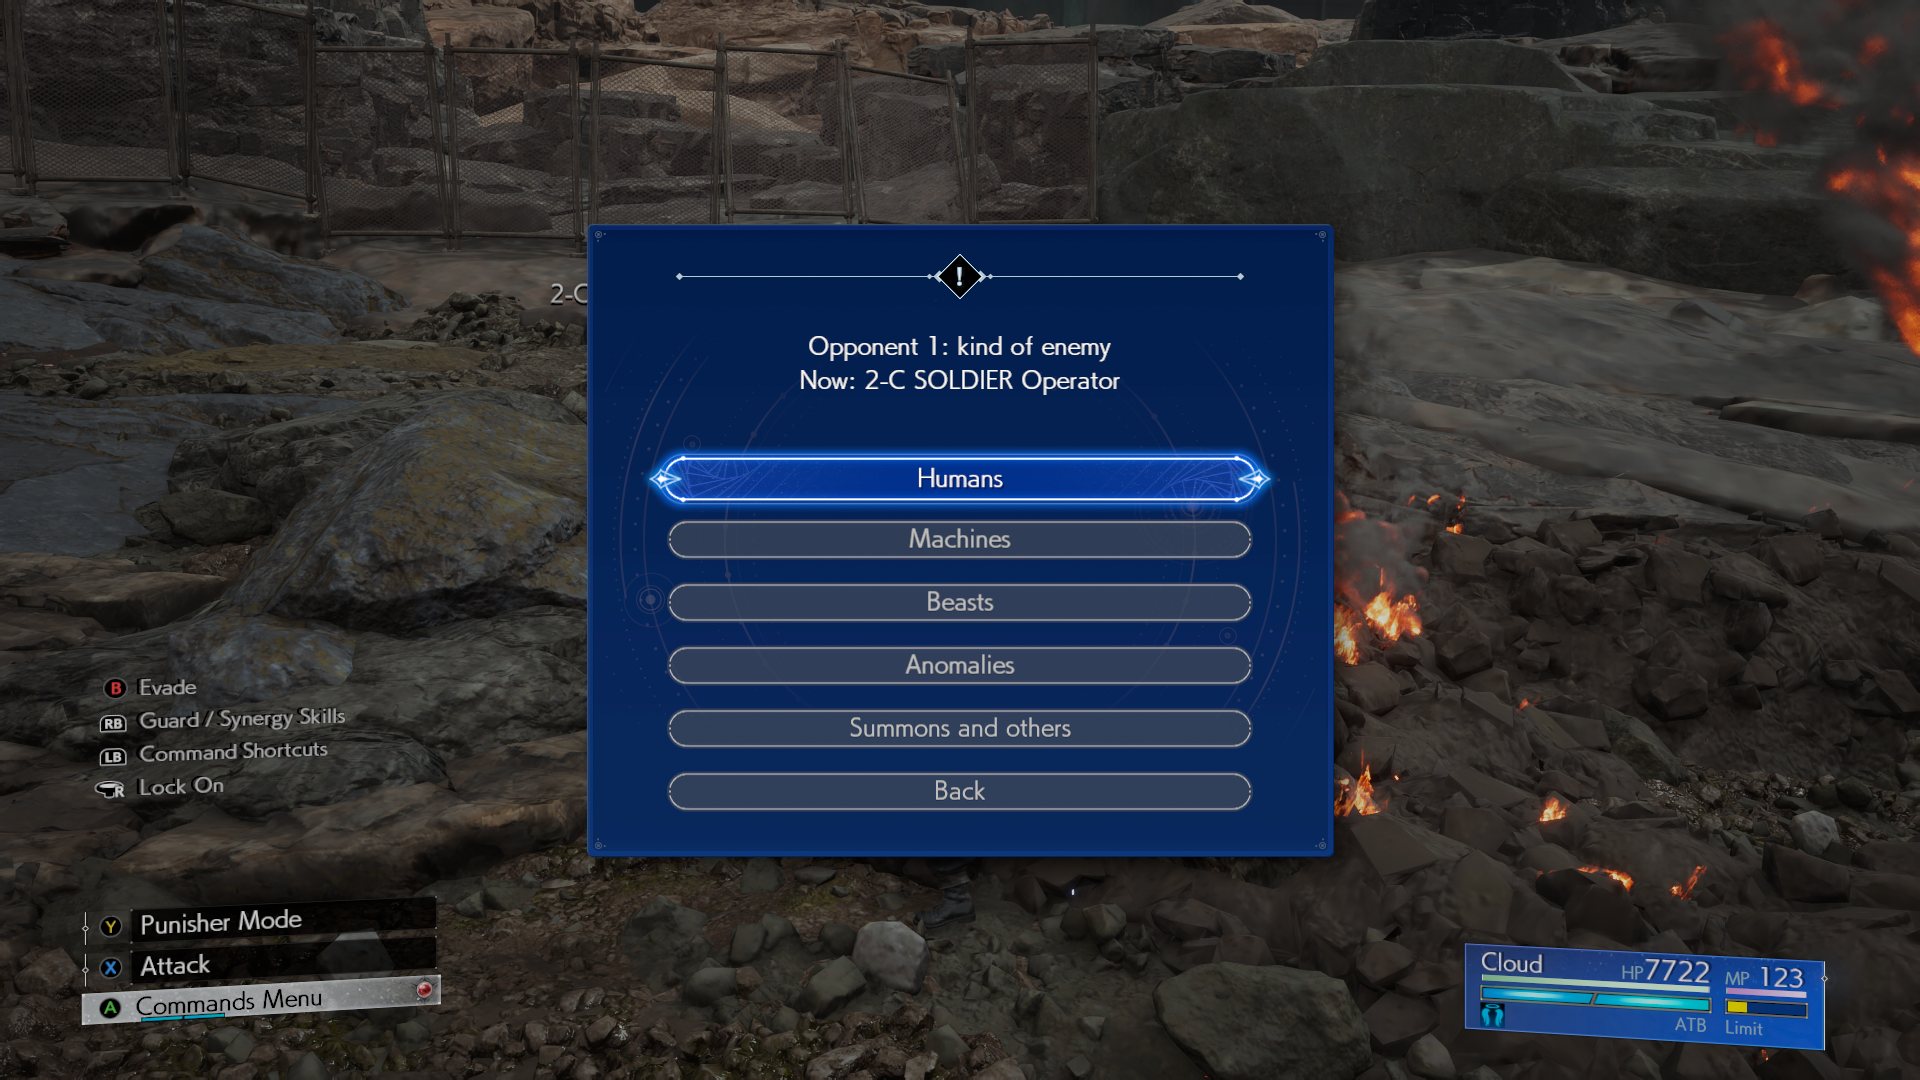 2-C
!
Opponent 1: kind of enemy
Now: 2-C SOLDIER Operator
Humans
Machines
Beasts
Anomalies
Summons and others
Back
B Evade
RB Guard / Synergy Skills
LB Command Shortcuts
R Lock On
Y Punisher Mode
X Attack
A Commands Menu
Cloud HP 7722 MP 123
ATB Limit